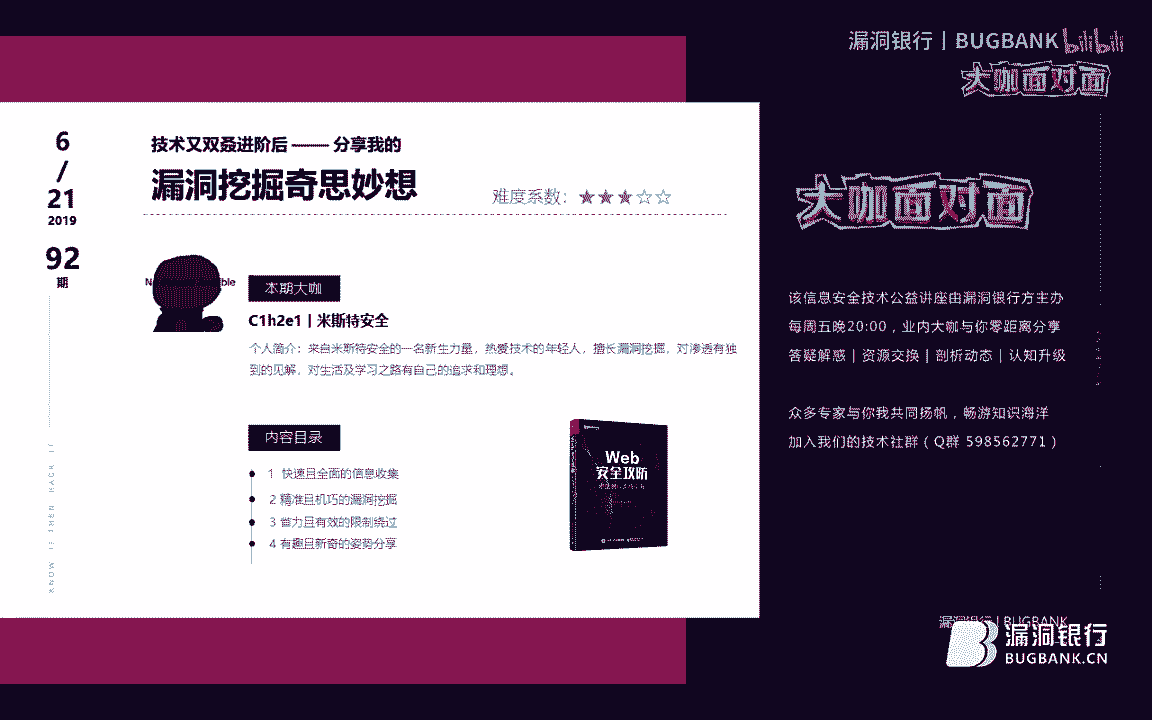 漏洞银行 | BUGBANK bilibili
大咖面对面
6
/
21
2019
92
期
技术又双叒进阶后 —— 分享我的
漏洞挖掘奇思妙想
难度系数：★★★☆☆
本期大咖
C1h2e1 | 米斯特安全
个人简介：来自米斯特安全的一名新生力量，热爱技术的年轻人，擅长漏洞挖掘，对渗透有独
到的见解，对生活及学习之路有自己的追求和理想。
内容目录
1 快速且全面的信息收集
2 精准且机巧的漏洞挖掘
3 省力且有效的限制绕过
4 有趣且新奇的姿势分享
Web
安全攻防
KNOW IT THEN HACK IT
大咖面对面
该信息安全技术公益讲座由漏洞银行方主办
每周五晚20:00，业内大咖与你零距离分享
答疑解惑 | 资源交换 | 剖析动态 | 认知升级
众多专家与你我共同扬帆，畅游知识海洋
加入我们的技术社群（Q群 598562771）
漏洞银行 | BUGBANK
漏洞银行
BUGBANK.CN